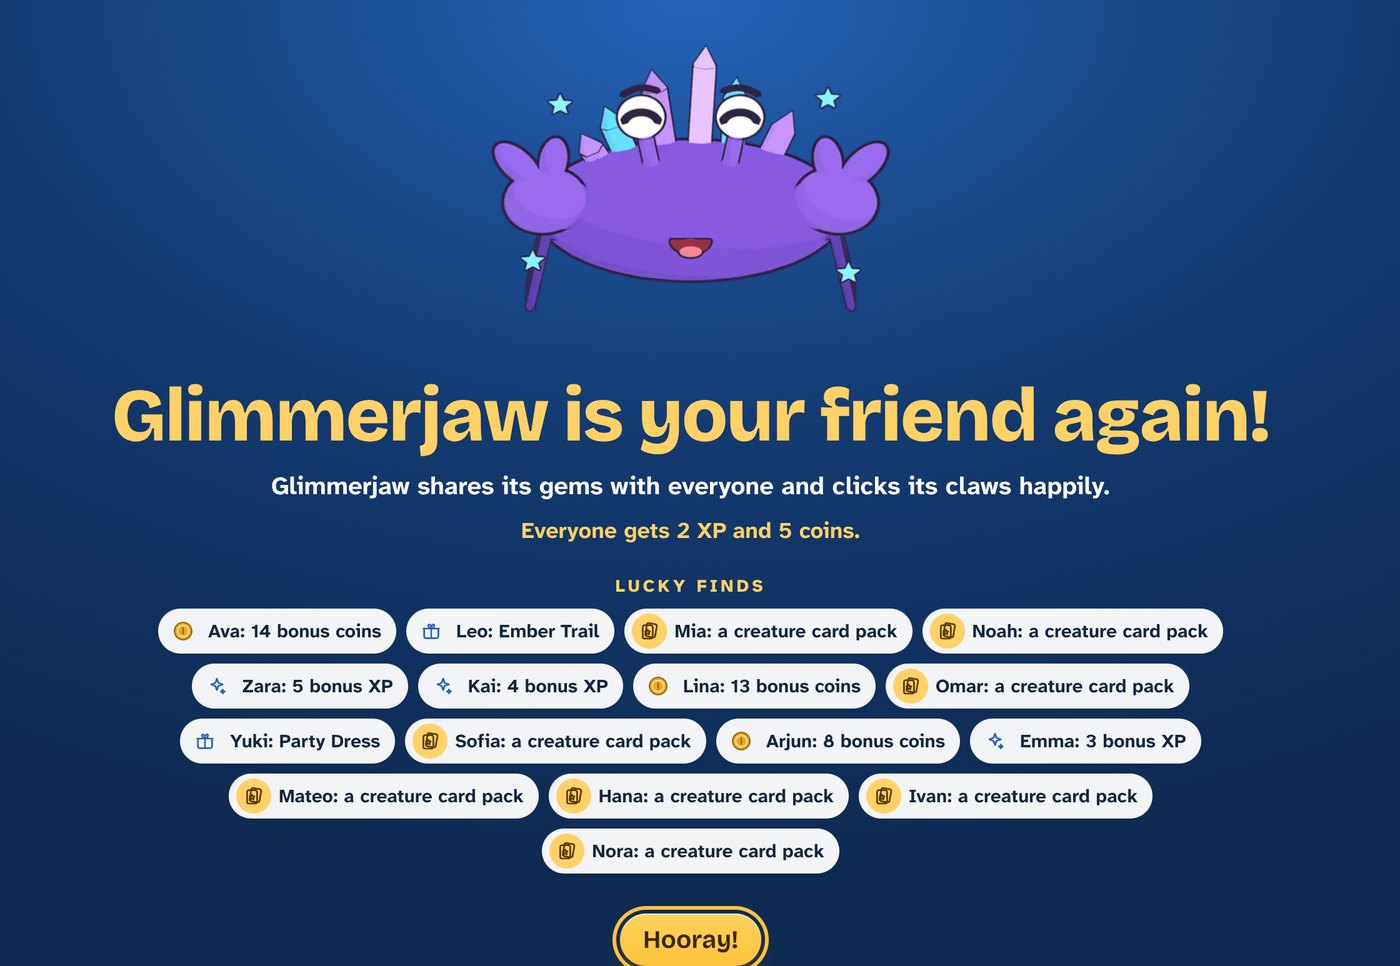 Glimmerjaw is your friend again!
Glimmerjaw shares its gems with everyone and clicks its claws happily.
Everyone gets 2 XP and 5 coins.
LUCKY FINDS
Ava: 14 bonus coins Leo: Ember Trail Mia: a creature card pack Noah: a creature card pack
Zara: 5 bonus XP Kai: 4 bonus XP Lina: 13 bonus coins Omar: a creature card pack
Yuki: Party Dress Sofia: a creature card pack Arjun: 8 bonus coins Emma: 3 bonus XP
Mateo: a creature card pack Hana: a creature card pack Ivan: a creature card pack
Nora: a creature card pack
Hooray!